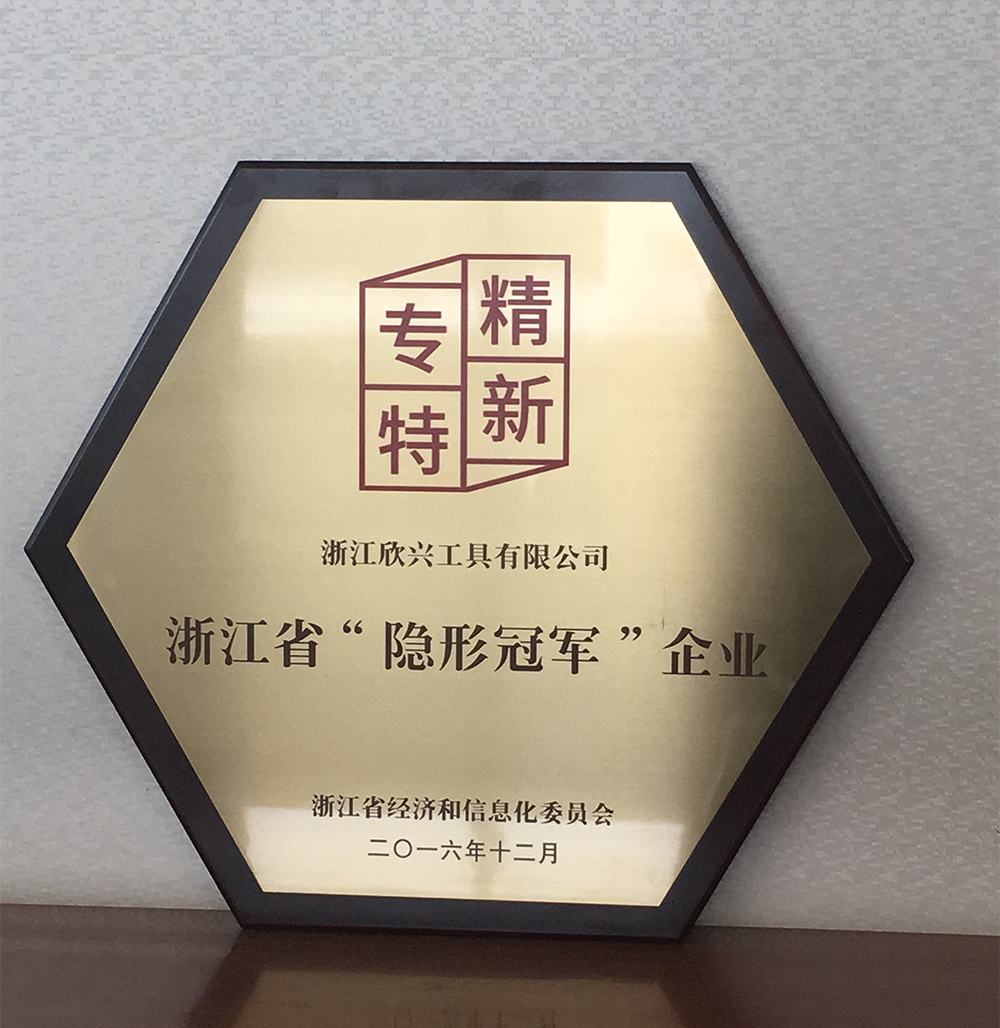 专精
特新
浙江欣兴工具有限公司
浙江省“隐形冠军”企业
浙江省经济和信息化委员会
二〇一六年十二月